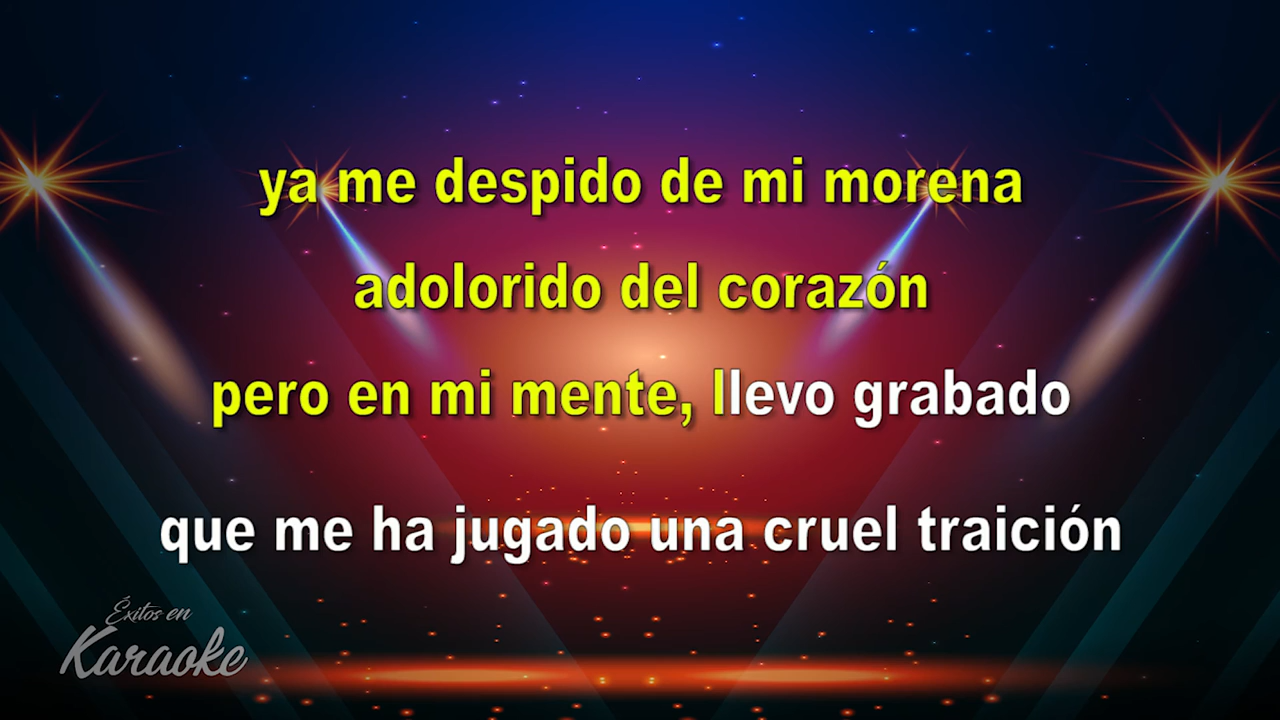 ya me despido de mi morena
adolorido del corazón
pero en mi mente, llevo grabado
que me ha jugado una cruel traición
Éxitos en
Karaoke